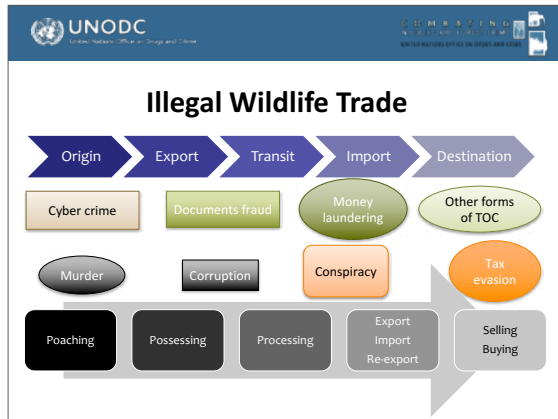 UNODC
United Nations Office on Drugs and Crime
COMBATING
UNITED NATIONS OFFICE ON DRUGS AND CRIME
Illegal Wildlife Trade
Origin
Export
Transit
Import
Destination
Cyber crime
Documents fraud
Money
laundering
Other forms
of TOC
Murder
Corruption
Conspiracy
Tax
evasion
Poaching
Possessing
Processing
Export
Import
Re-export
Selling
Buying